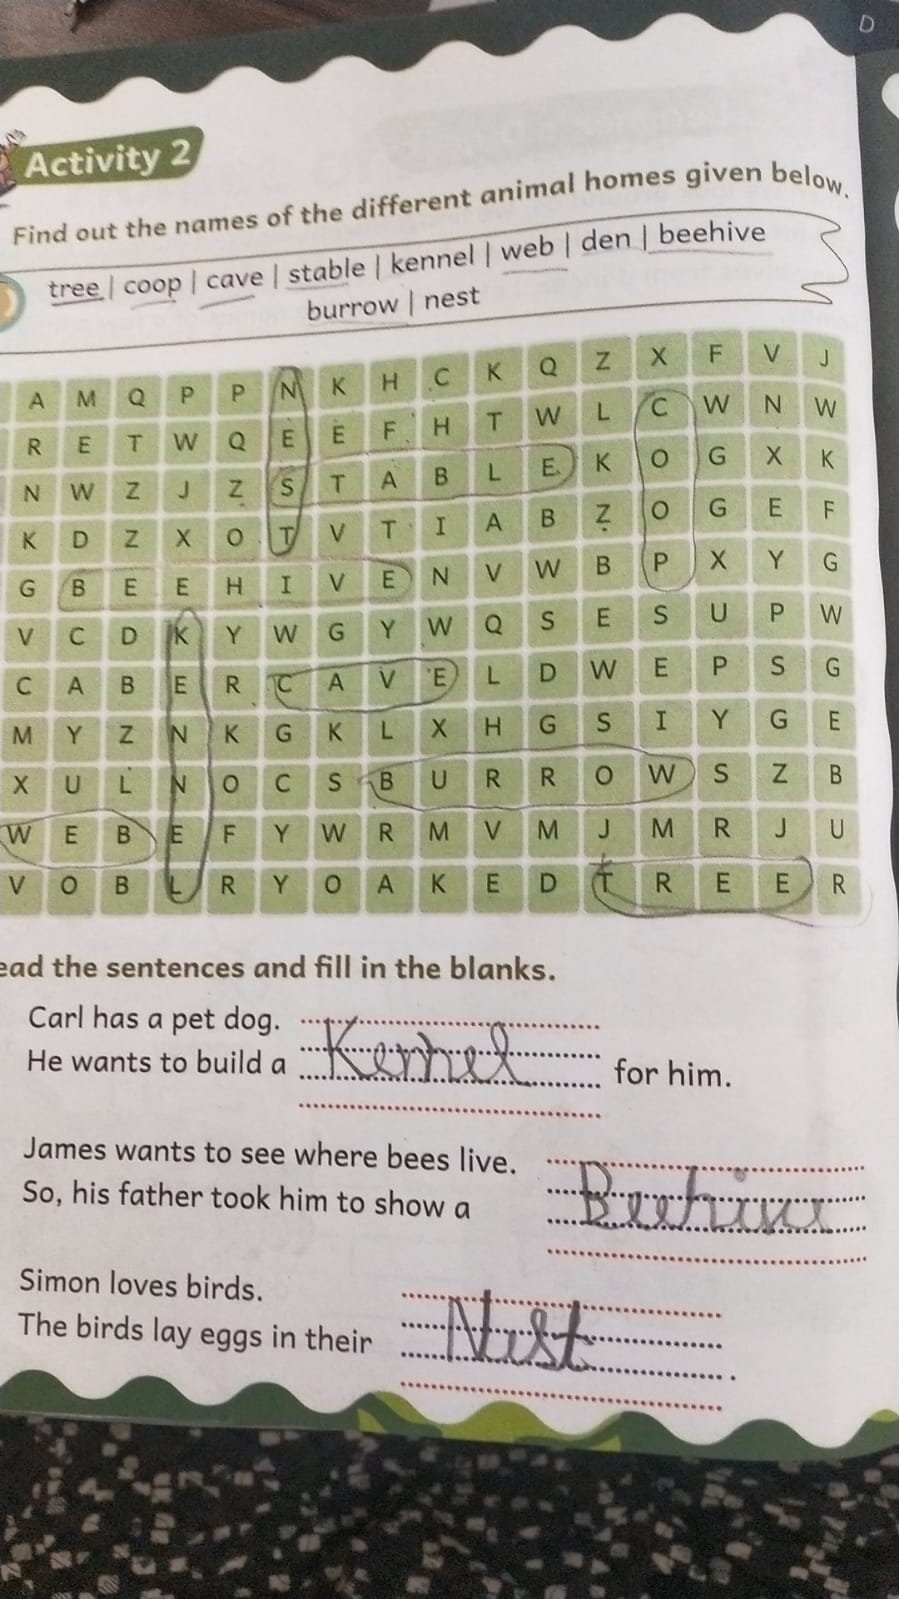 D
Activity 2
Find out the names of the different animal homes given below.
tree | coop | cave | stable | kennel | web | den | beehive
burrow | nest
A M Q P P N K H C K Q Z X F V J
R E T W Q E E F H T W L C W N W
N W Z J Z S T A B L E K O G X K
K D Z X O T V T I A B Z O G E F
G B E E H I V E N V W B P X Y G
V C D K Y W G Y W Q S E S U P W
C A B E R C A V E L D W E P S G
M Y Z N K G K L X H G S I Y G E
X U L N O C S B U R R O W S Z B
W E B E F Y W R M V M J M R J U
V O B L R Y O A K E D T R E E R
ead the sentences and fill in the blanks.
Carl has a pet dog.
He wants to build a Kennel for him.
James wants to see where bees live.
So, his father took him to show a Beehive
Simon loves birds.
The birds lay eggs in their Nest .